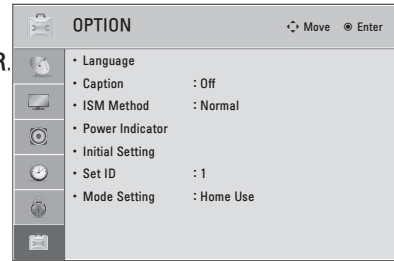 OPTION
Move Enter
R.
• Language
• Caption : Off
• ISM Method : Normal
• Power Indicator
• Initial Setting
• Set ID : 1
• Mode Setting : Home Use